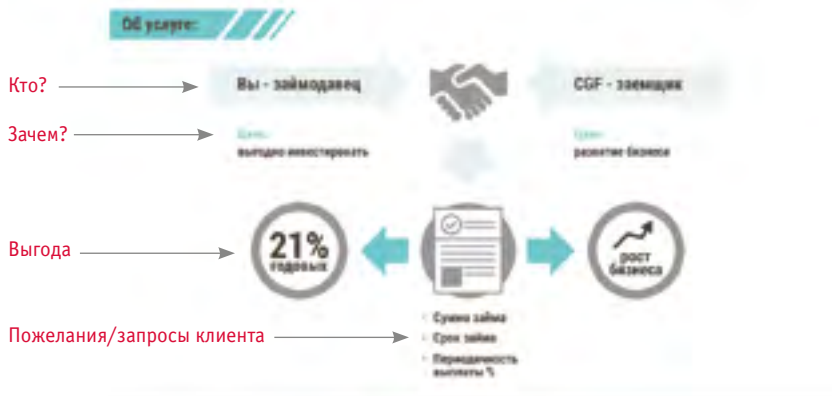 Об услуге:
Кто?
Вы - займодавец
CGF - заемщик
Зачем?
Цель:
Цель:
выгодно инвестировать
развитие бизнеса
Выгода
21%
годовых
рост
бизнеса
Пожелания/запросы клиента
· Сумма займа
· Срок займа
· Периодичность
выплаты %